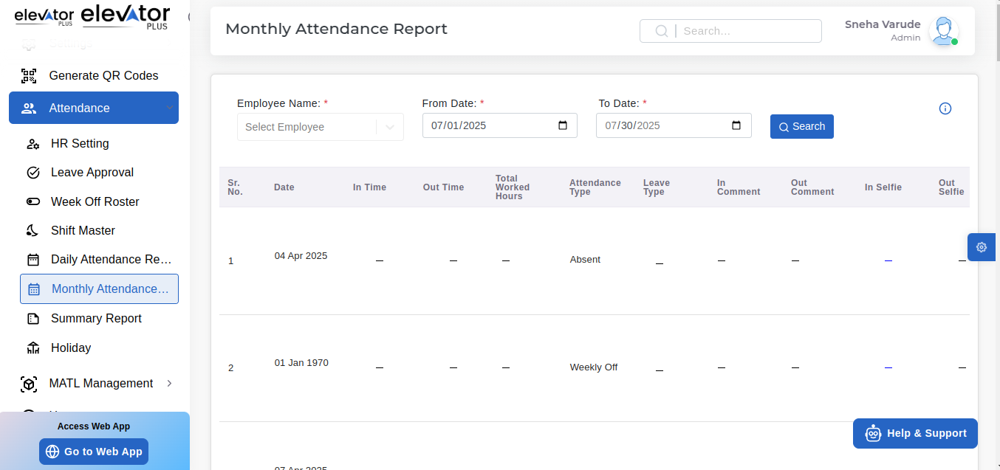 elevator PLUS elevator PLUS
Settings
Generate QR Codes
Attendance
HR Setting
Leave Approval
Week Off Roster
Shift Master
Daily Attendance Re...
Monthly Attendance...
Summary Report
Holiday
MATL Management
Access Web App
Go to Web App
Monthly Attendance Report
Search...
Sneha Varude
Admin
Employee Name: *
From Date: *
To Date: *
Select Employee
07/01/2025
07/30/2025
Search
Sr. No. Date In Time Out Time Total Worked Hours Attendance Type Leave Type In Comment Out Comment In Selfie Out Selfie
1 04 Apr 2025 — — — Absent — — — — —
2 01 Jan 1970 — — — Weekly Off — — — — —
07 Apr 2025
Help & Support